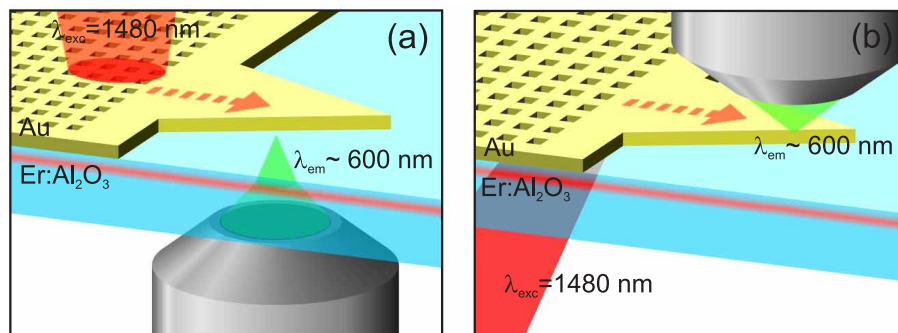 (a)
λexc=1480 nm
Au
λem~ 600 nm
Er:Al2O3
(b)
Au
λem~ 600 nm
Er:Al2O3
λexc=1480 nm